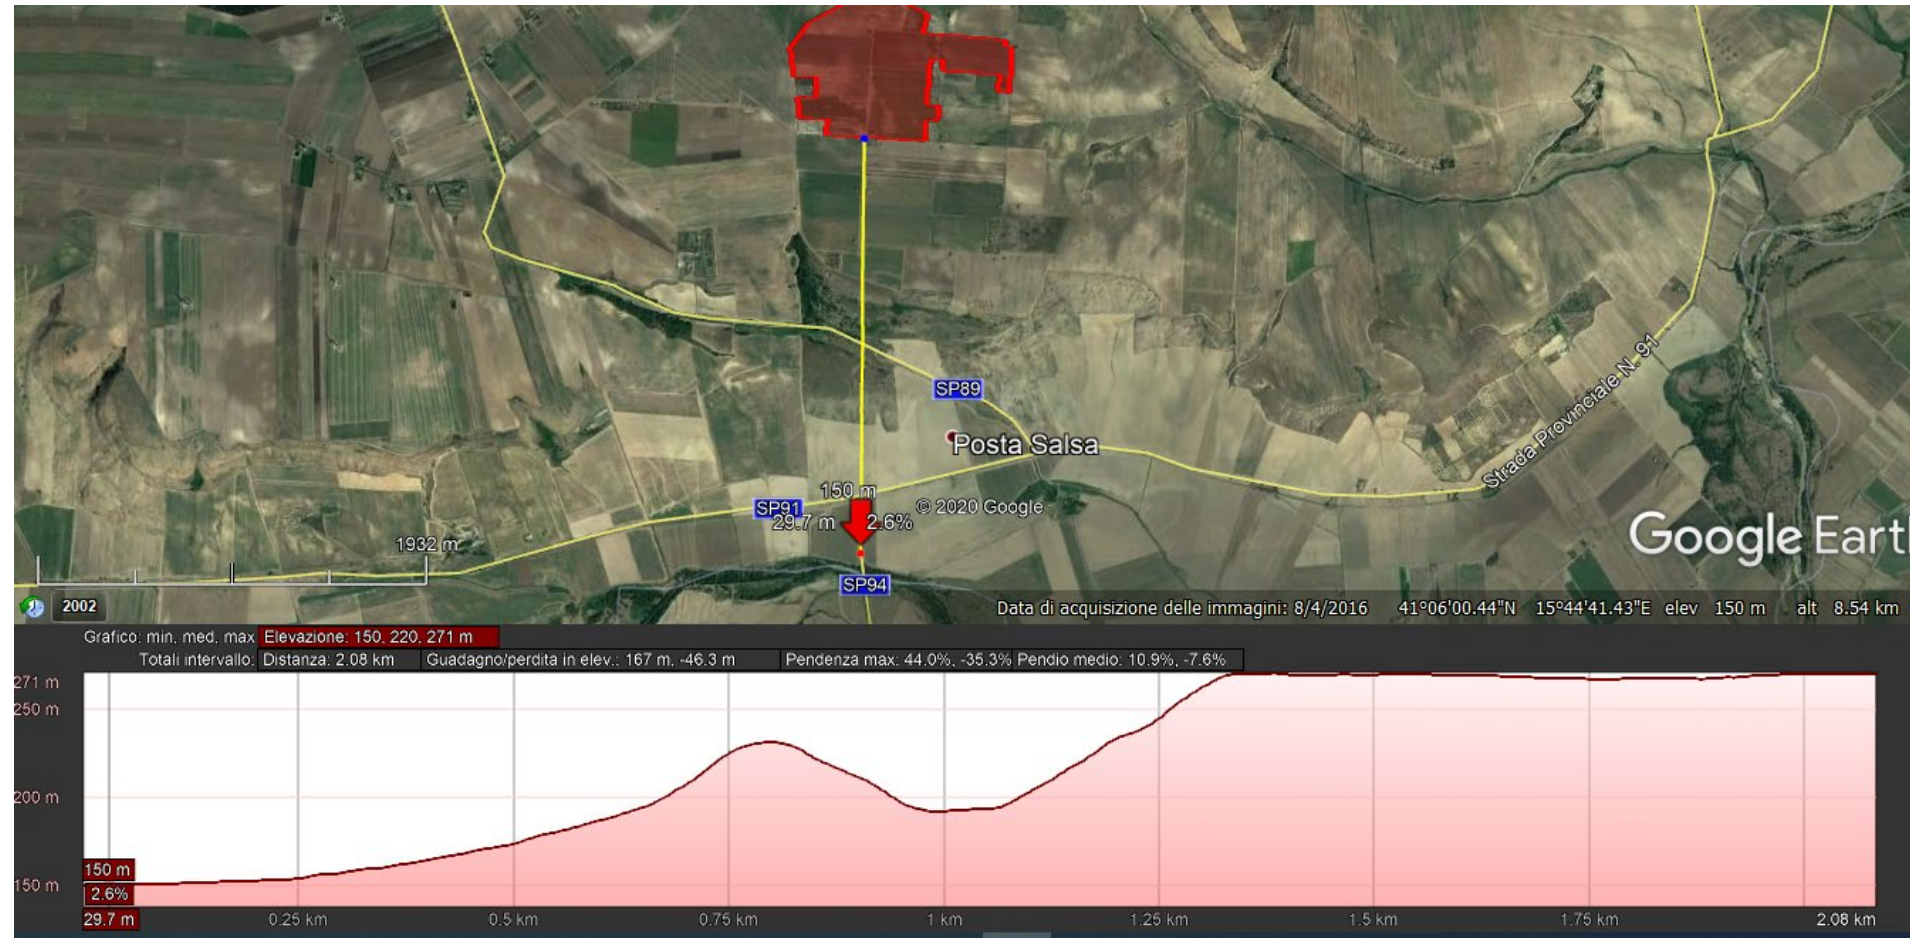 SP89
Posta Salsa
Strada Provinciale N. 91
150 m
SP91
29.7 m
2.6%
© 2020 Google
1932 m
SP94
Google Eart
2002
Data di acquisizione delle immagini: 8/4/2016 41°06'00.44"N 15°44'41.43"E elev 150 m alt 8.54 km
Grafico: min, med, max Elevazione: 150, 220, 271 m
Totali intervallo: Distanza: 2.08 km Guadagno/perdita in elev.: 167 m, -46.3 m Pendenza max: 44.0%, -35.3% Pendio medio: 10.9%, -7.6%
271 m
250 m
200 m
150 m
150 m
2.6%
29.7 m 0.25 km 0.5 km 0.75 km 1 km 1.25 km 1.5 km 1.75 km 2.08 km